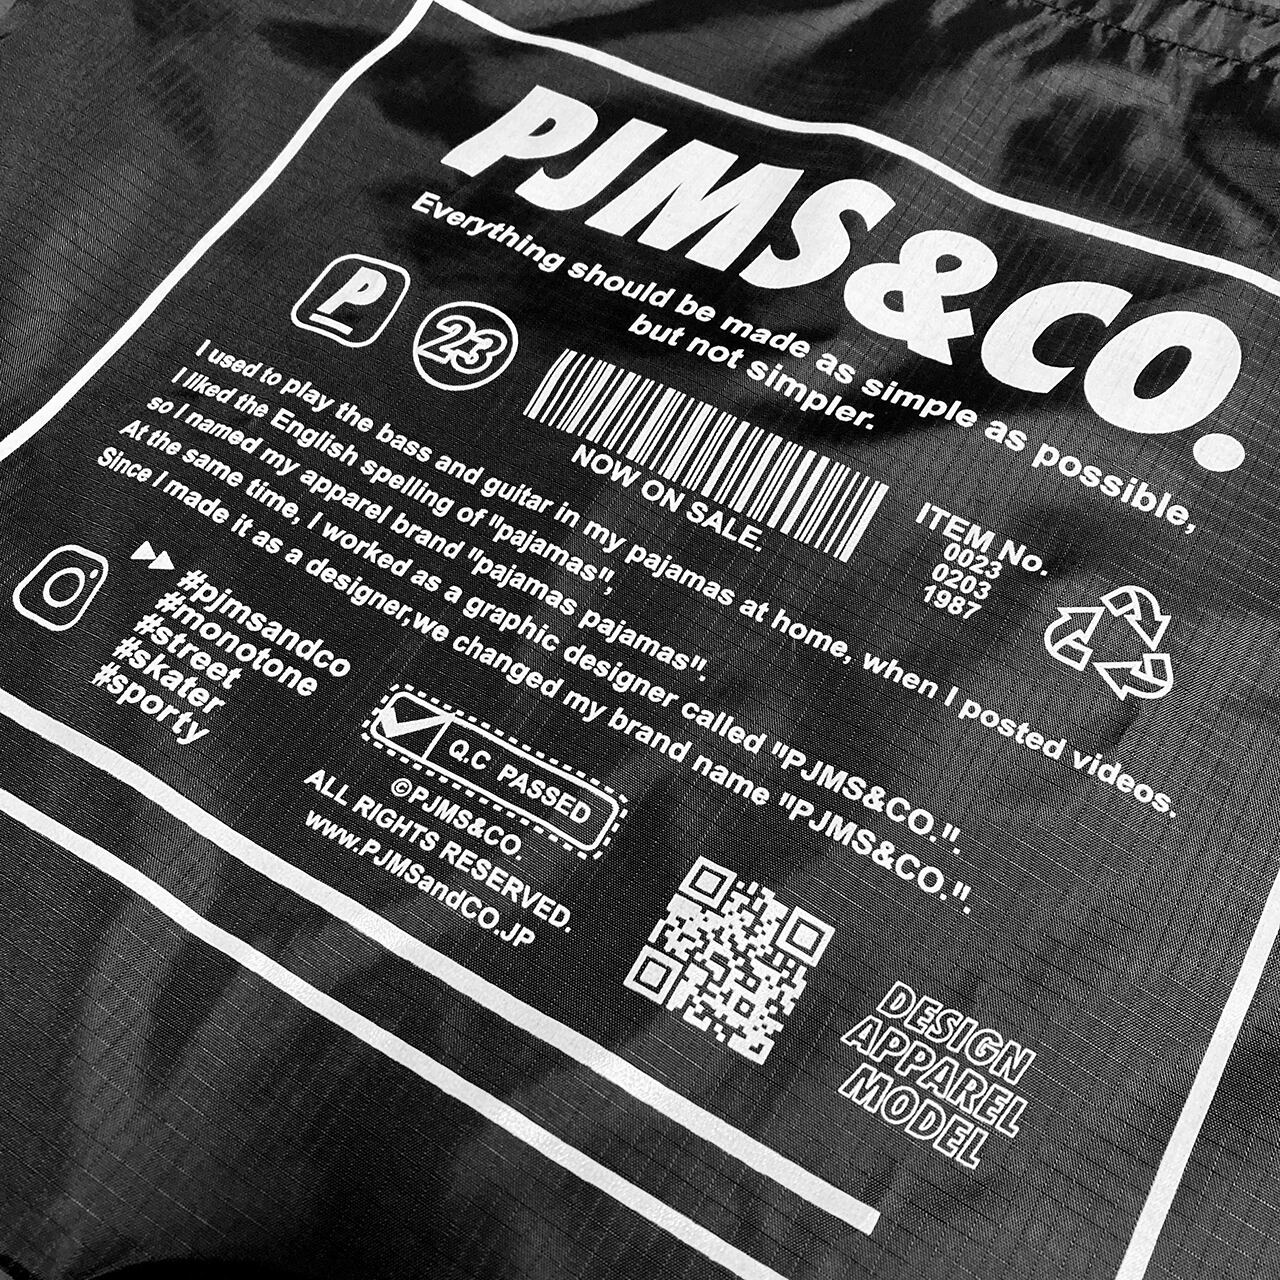 PJMS&CO.
Everything should be made as simple as possible,
but not simpler.
P
23
NOW ON SALE.
ITEM No.
0023
0203
1987
I used to play the bass and guitar in my pajamas at home, when I posted videos.
I liked the English spelling of "pajamas",
so I named my apparel brand "pajamas pajamas".
At the same time, I worked as a graphic designer called "PJMS&CO.".
Since I made it as a designer,we changed my brand name "PJMS&CO.".
#pjmsandco
#monotone
#street
#skater
#sporty
Q.C PASSED
©PJMS&CO.
ALL RIGHTS RESERVED.
www.PJMSandCO.JP
DESIGN
APPAREL
MODEL